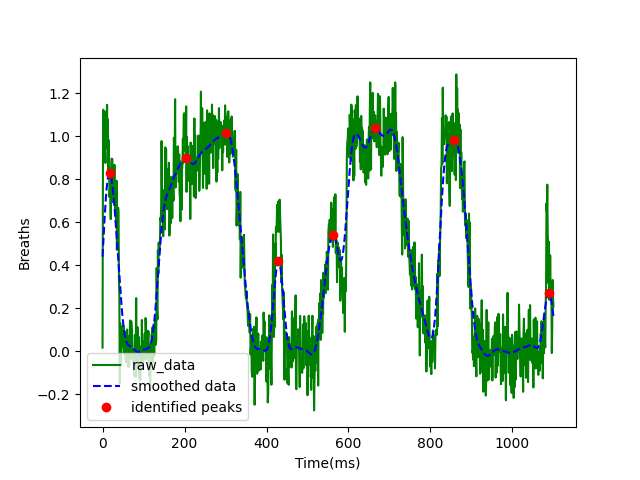 1.2
1.0
0.8
0.6
0.4
0.2
0.0
−0.2
Breaths
raw_data
smoothed data
identified peaks
0 200 400 600 800 1000
Time(ms)